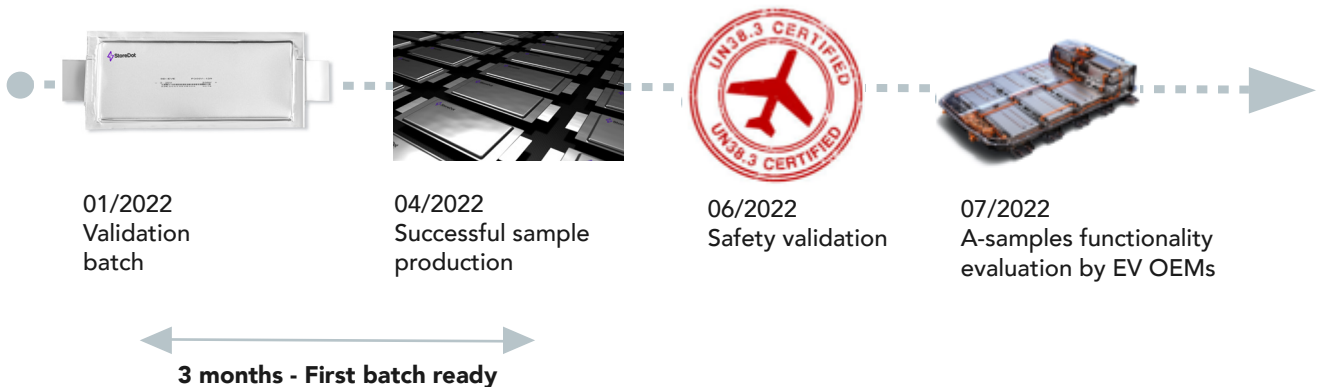 StoreDot
UN38.3 CERTIFIED
UN38.3 CERTIFIED
01/2022
Validation
batch
04/2022
Successful sample
production
06/2022
Safety validation
07/2022
A-samples functionality
evaluation by EV OEMs
3 months - First batch ready